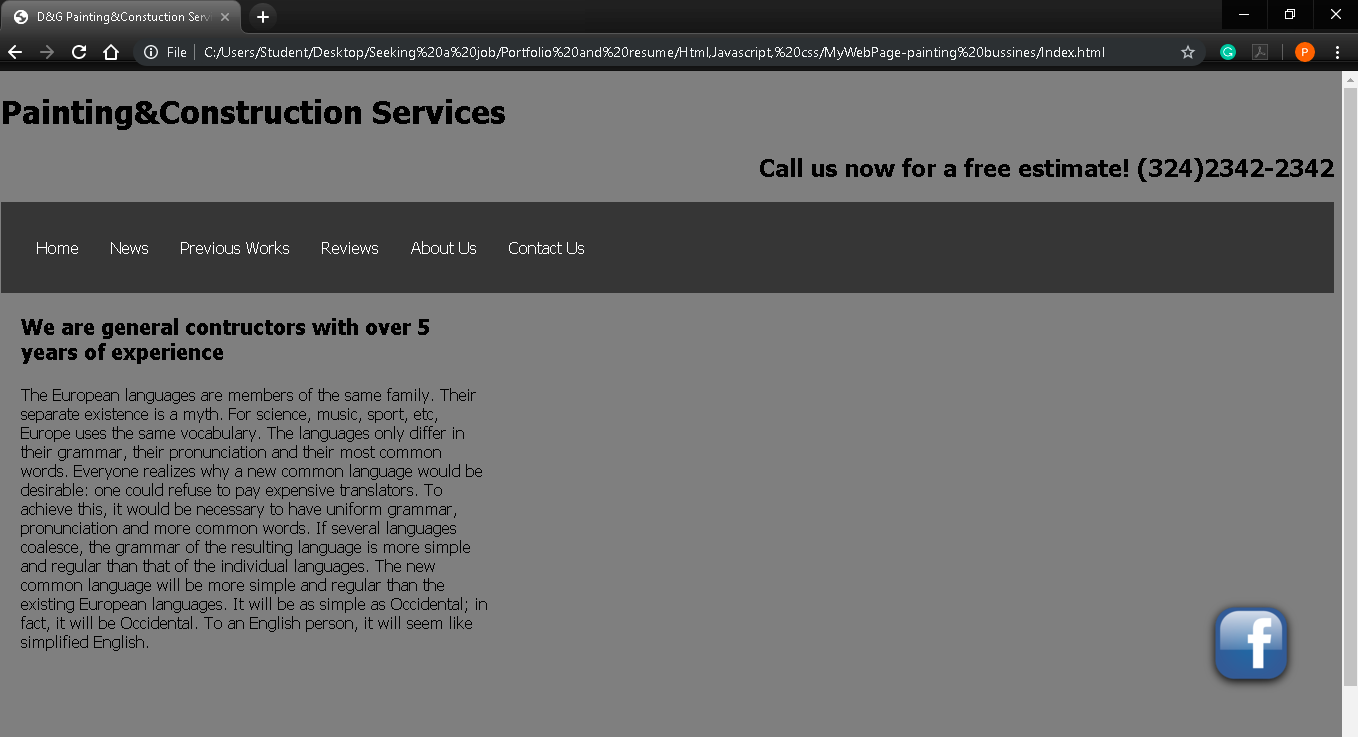 D&G Painting&Constuction Serv
File
C:/Users/Student/Desktop/Seeking%20a%20job/Portfolio%20and%20resume/Html,Javascript,%20css/MyWebPage-painting%20bussines/Index.html
P
Painting&Construction Services
Call us now for a free estimate! (324)2342-2342
Home News Previous Works Reviews About Us Contact Us
We are general contructors with over 5
years of experience
The European languages are members of the same family. Their
separate existence is a myth. For science, music, sport, etc,
Europe uses the same vocabulary. The languages only differ in
their grammar, their pronunciation and their most common
words. Everyone realizes why a new common language would be
desirable: one could refuse to pay expensive translators. To
achieve this, it would be necessary to have uniform grammar,
pronunciation and more common words. If several languages
coalesce, the grammar of the resulting language is more simple
and regular than that of the individual languages. The new
common language will be more simple and regular than the
existing European languages. It will be as simple as Occidental; in
fact, it will be Occidental. To an English person, it will seem like
simplified English.
f